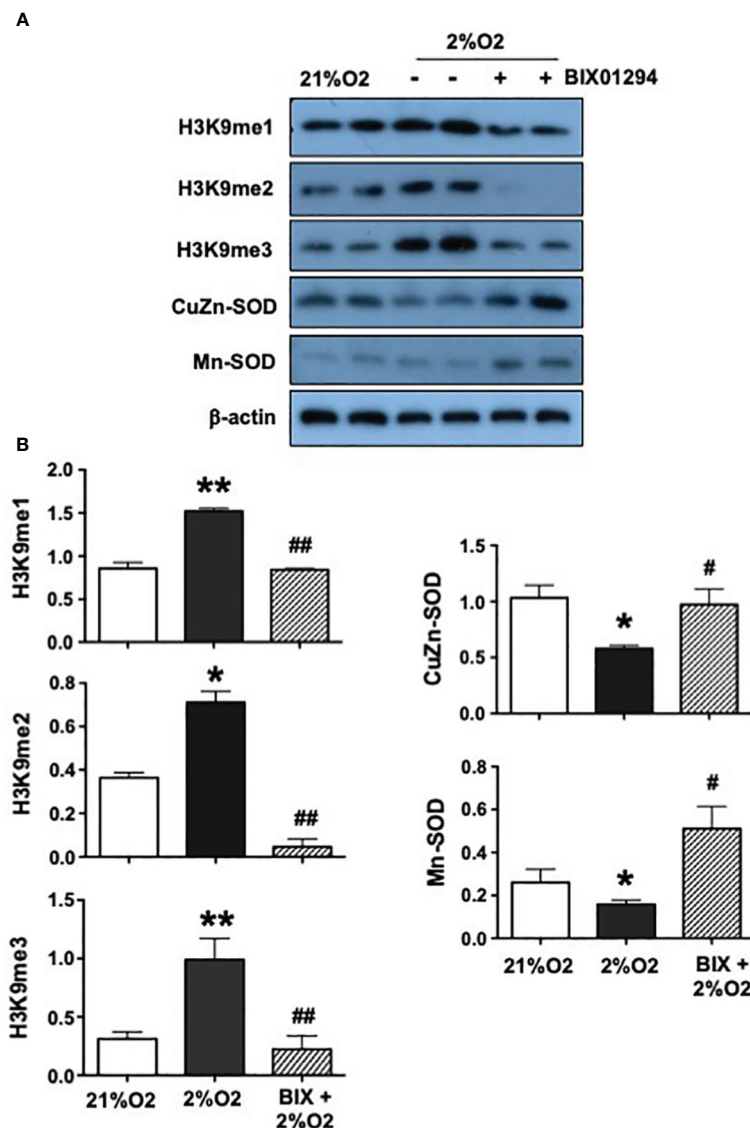 A
2%O2
21%O2 - - + + BIX01294
H3K9me1
H3K9me2
H3K9me3
CuZn-SOD
Mn-SOD
β-actin
B
H3K9me1
2.0
1.5
1.0
0.5
0.0
**
##
H3K9me2
0.8
0.6
0.4
0.2
0.0
*
##
H3K9me3
1.5
1.0
0.5
0.0
**
##
21%O2 2%O2 BIX +
2%O2
CuZn-SOD
1.5
1.0
0.5
0.0
*
#
Mn-SOD
0.8
0.6
0.4
0.2
0.0
*
#
21%O2 2%O2 BIX +
2%O2